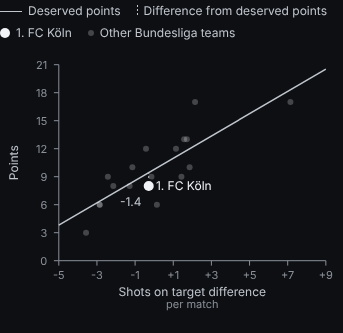 Deserved points Difference from deserved points
1. FC Köln Other Bundesliga teams
21
18
15
12
9
6
3
0
Points
1. FC Köln
-1.4
-5 -3 -1 +1 +3 +5 +7 +9
Shots on target difference
per match